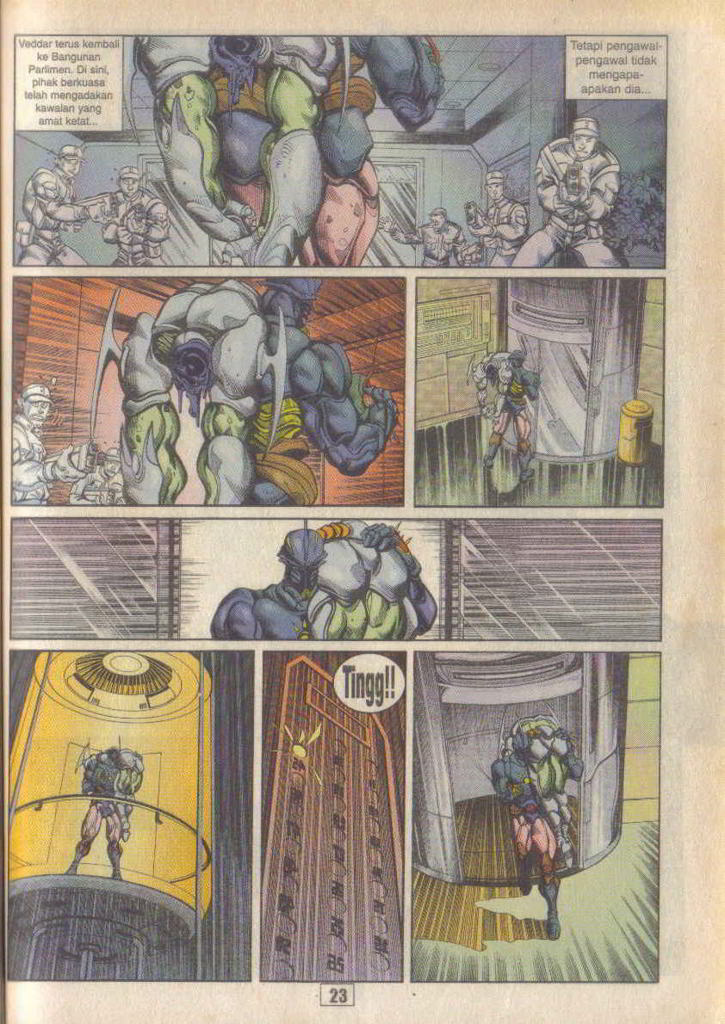 Veddar terus kembali
ke Bangunan
Parlimen. Di sini,
pihak berkuasa
telah mengadakan
kawalan yang
amat ketat...
Tetapi pengawal-
pengawal tidak
mengapa-
apakan dia...
Tingg!!
23